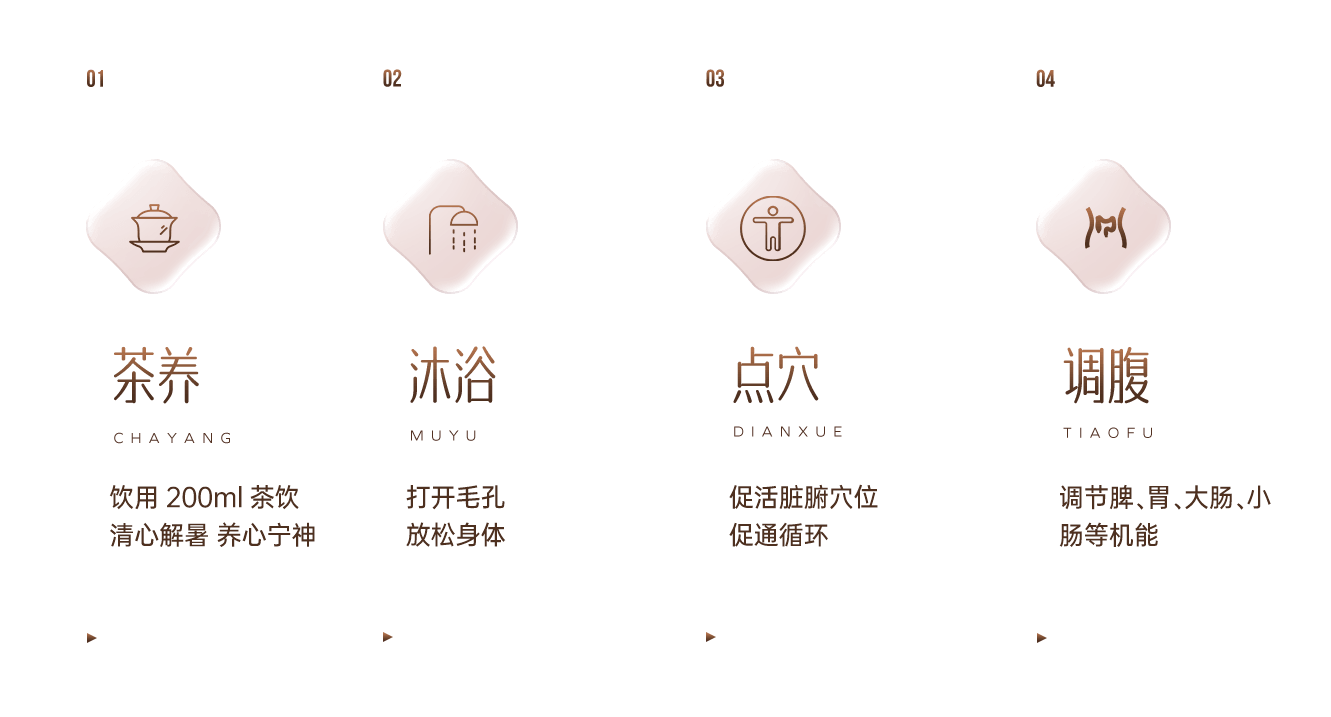 01
茶养
CHAYANG
饮用 200ml 茶饮
清心解暑 养心宁神
02
沐浴
MUYU
打开毛孔
放松身体
03
点穴
DIANXUE
促活脏腑穴位
促通循环
04
调腹
TIAOFU
调节脾、胃、大肠、小
肠等机能